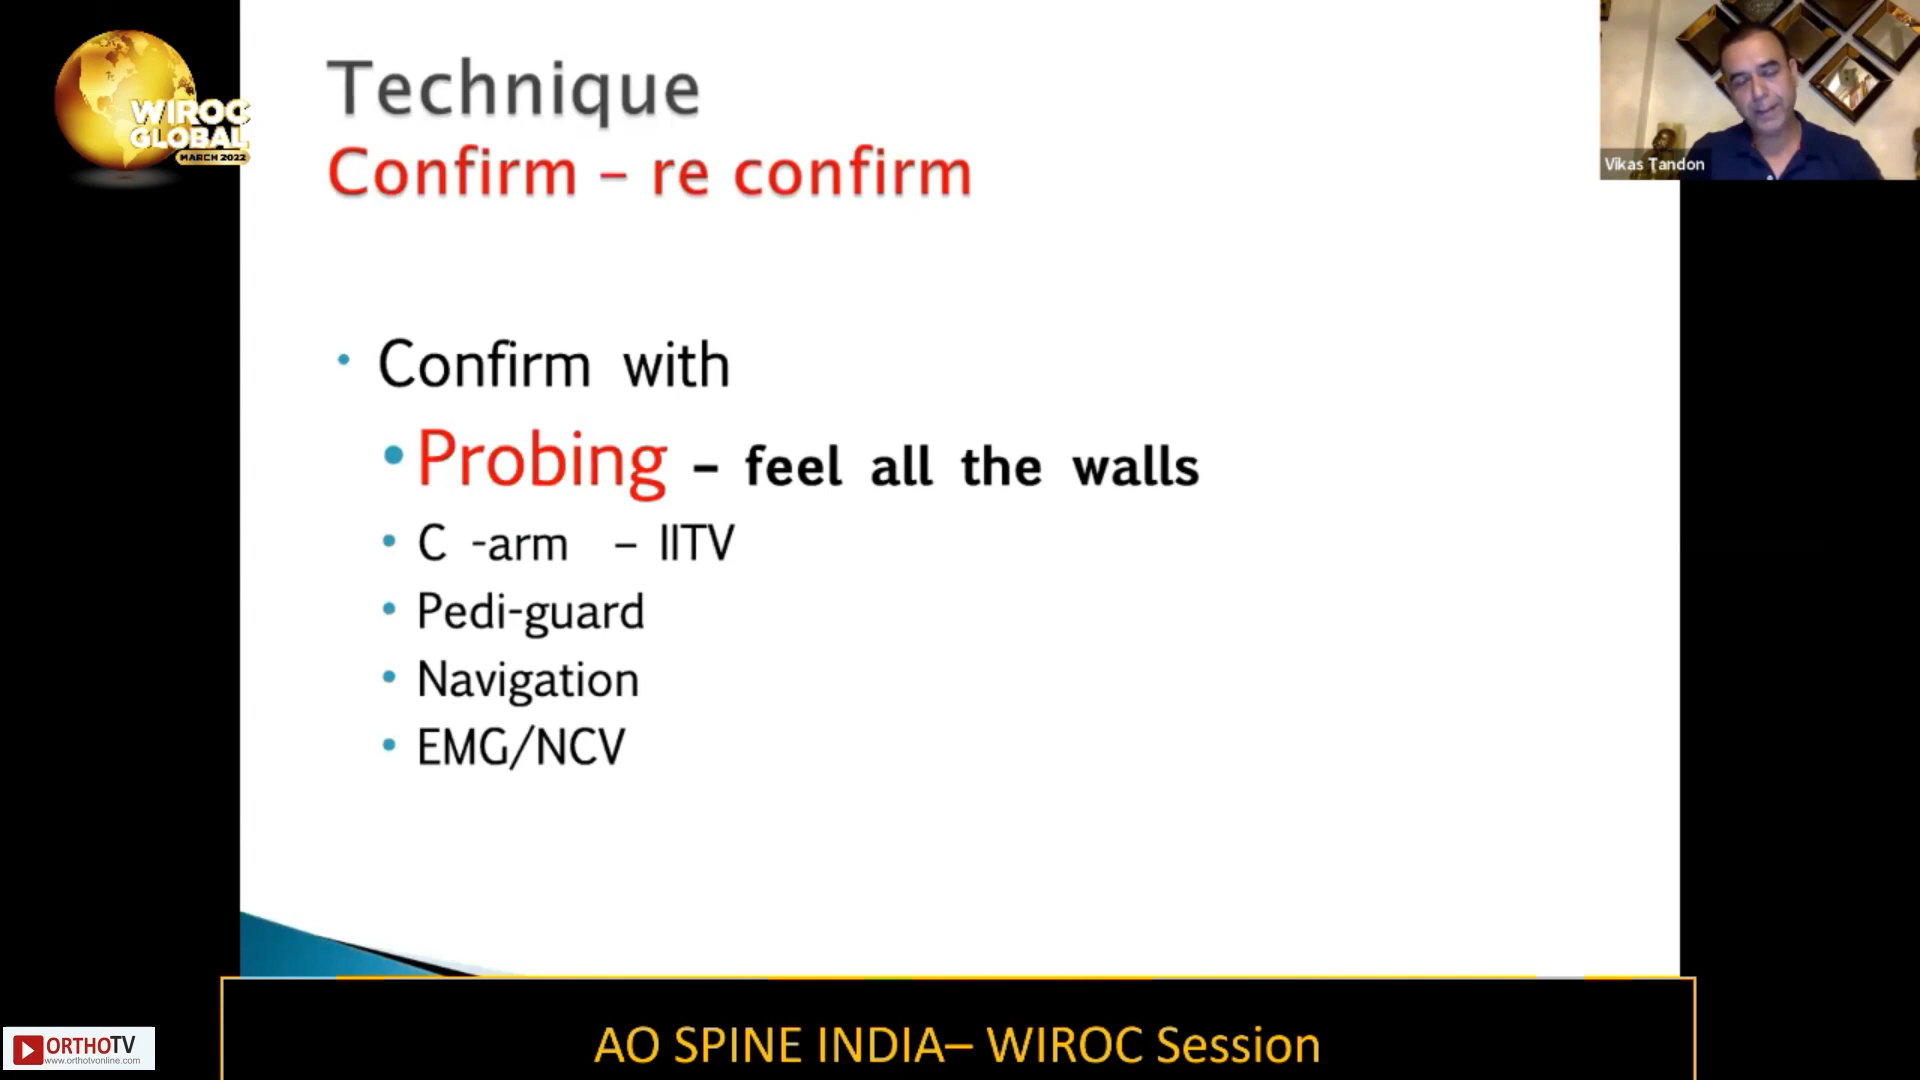 WIROC
GLOBAL
MARCH 2022
Technique
Confirm – re confirm
Vikas Tandon
• Confirm with
• Probing – feel all the walls
• C -arm – IITV
• Pedi-guard
• Navigation
• EMG/NCV
AO SPINE INDIA– WIROC Session
ORTHOTV
www.orthotvonline.com